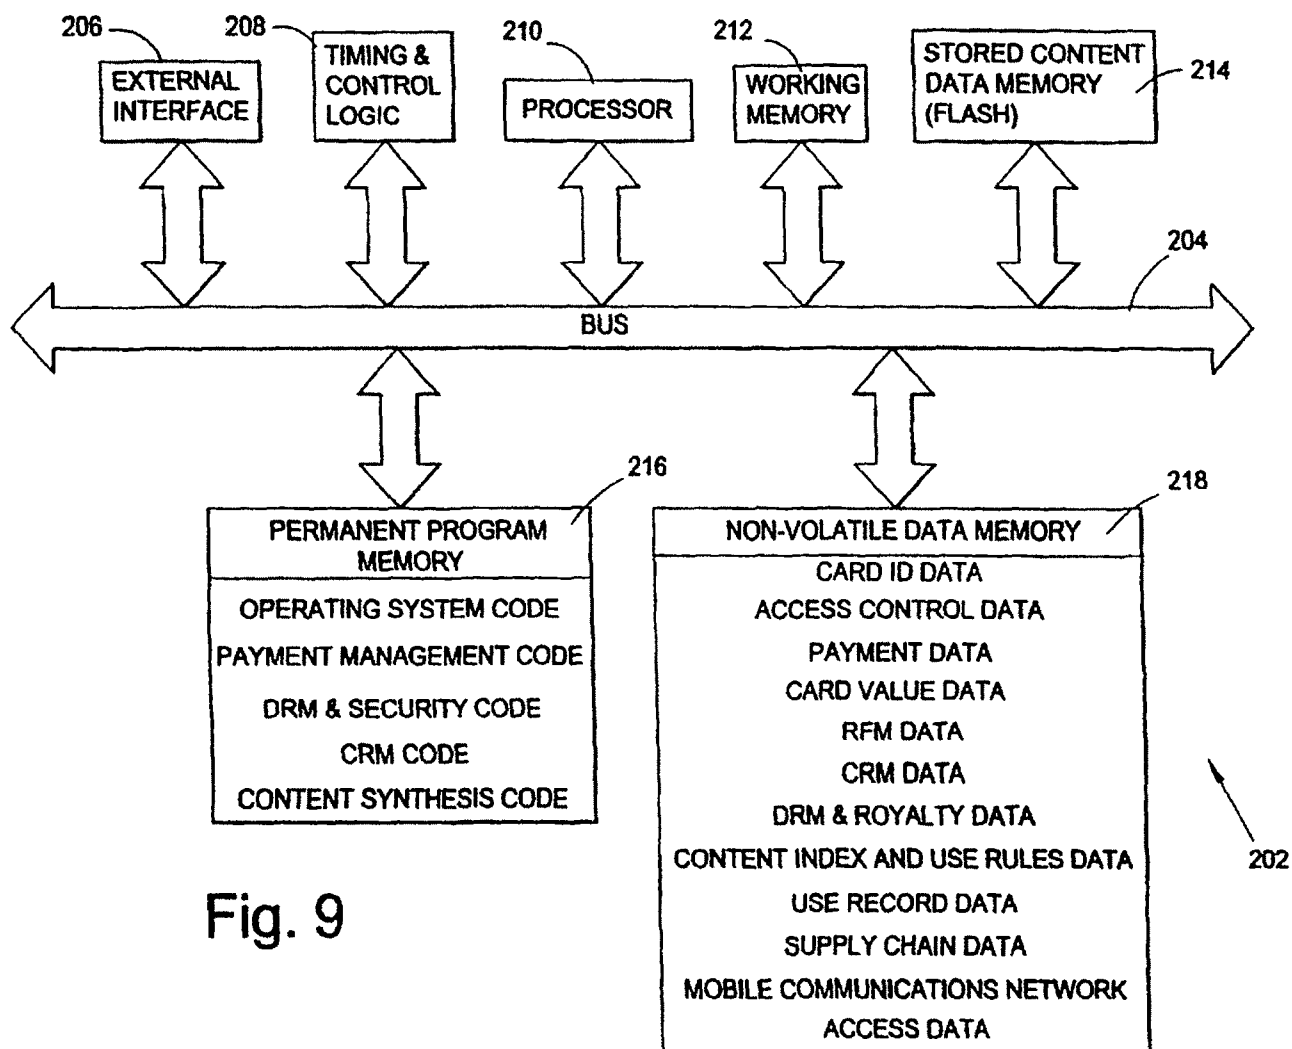 206
EXTERNAL
INTERFACE
208
TIMING &
CONTROL
LOGIC
210
PROCESSOR
212
WORKING
MEMORY
STORED CONTENT
DATA MEMORY
(FLASH)
214
204
BUS
216
PERMANENT PROGRAM
MEMORY
OPERATING SYSTEM CODE
PAYMENT MANAGEMENT CODE
DRM & SECURITY CODE
CRM CODE
CONTENT SYNTHESIS CODE
218
NON-VOLATILE DATA MEMORY
CARD ID DATA
ACCESS CONTROL DATA
PAYMENT DATA
CARD VALUE DATA
RFM DATA
CRM DATA
DRM & ROYALTY DATA
CONTENT INDEX AND USE RULES DATA
USE RECORD DATA
SUPPLY CHAIN DATA
MOBILE COMMUNICATIONS NETWORK
ACCESS DATA
202
Fig. 9